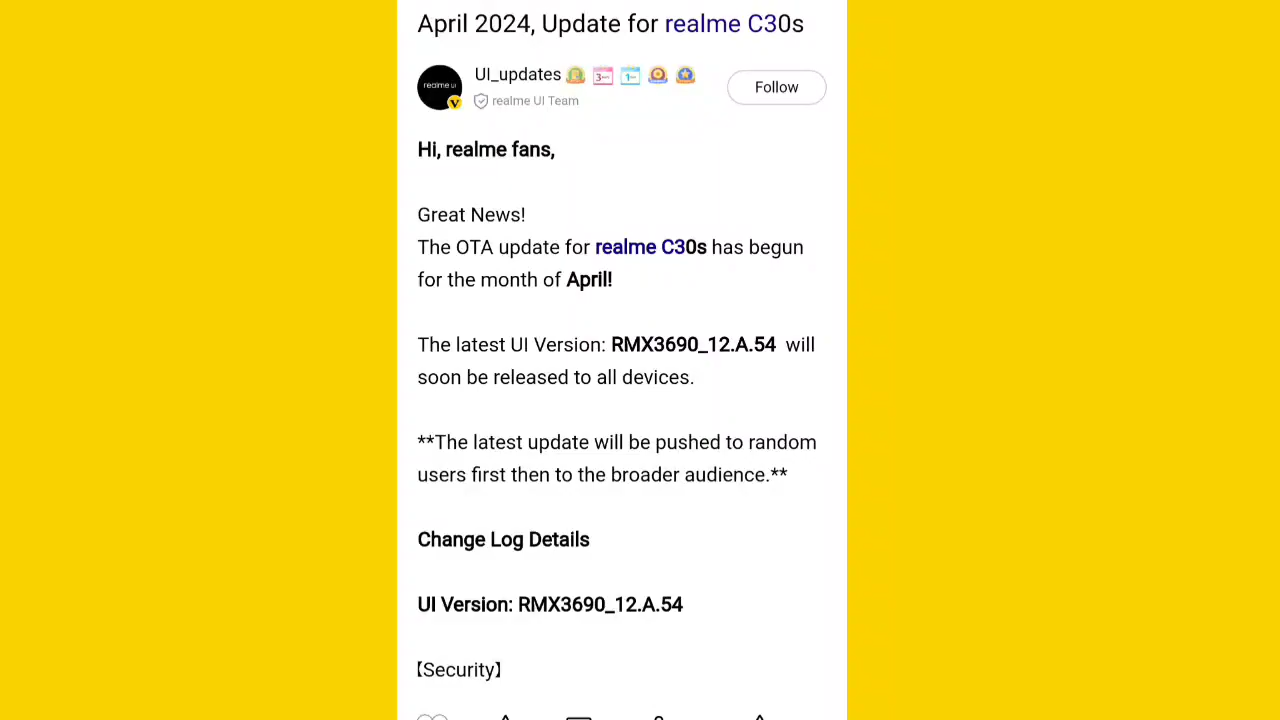 April 2024, Update for realme C30s
realme UI
UI_updates
Follow
realme UI Team
Hi, realme fans,
Great News!
The OTA update for realme C30s has begun
for the month of April!
The latest UI Version: RMX3690_12.A.54 will
soon be released to all devices.
**The latest update will be pushed to random
users first then to the broader audience.**
Change Log Details
UI Version: RMX3690_12.A.54
【Security】